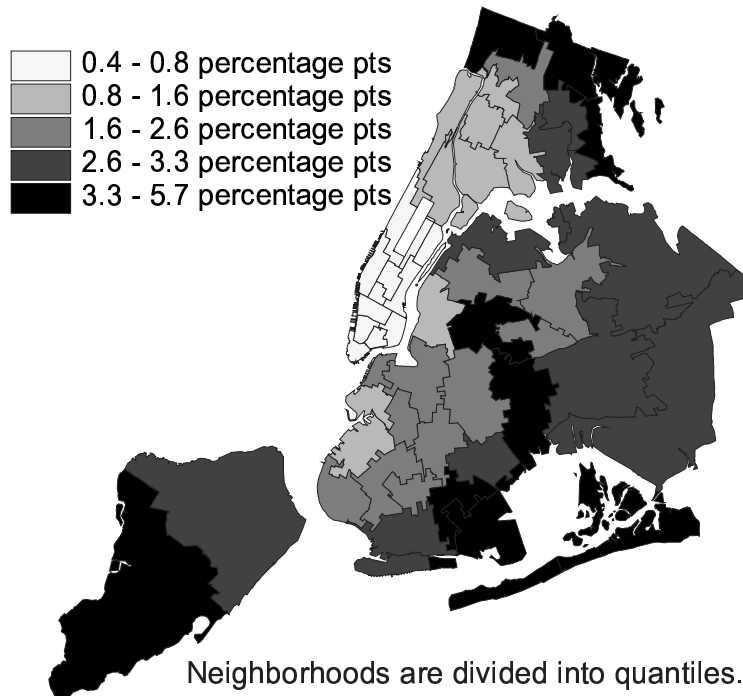 0.4 - 0.8 percentage pts
0.8 - 1.6 percentage pts
1.6 - 2.6 percentage pts
2.6 - 3.3 percentage pts
3.3 - 5.7 percentage pts
Neighborhoods are divided into quantiles.